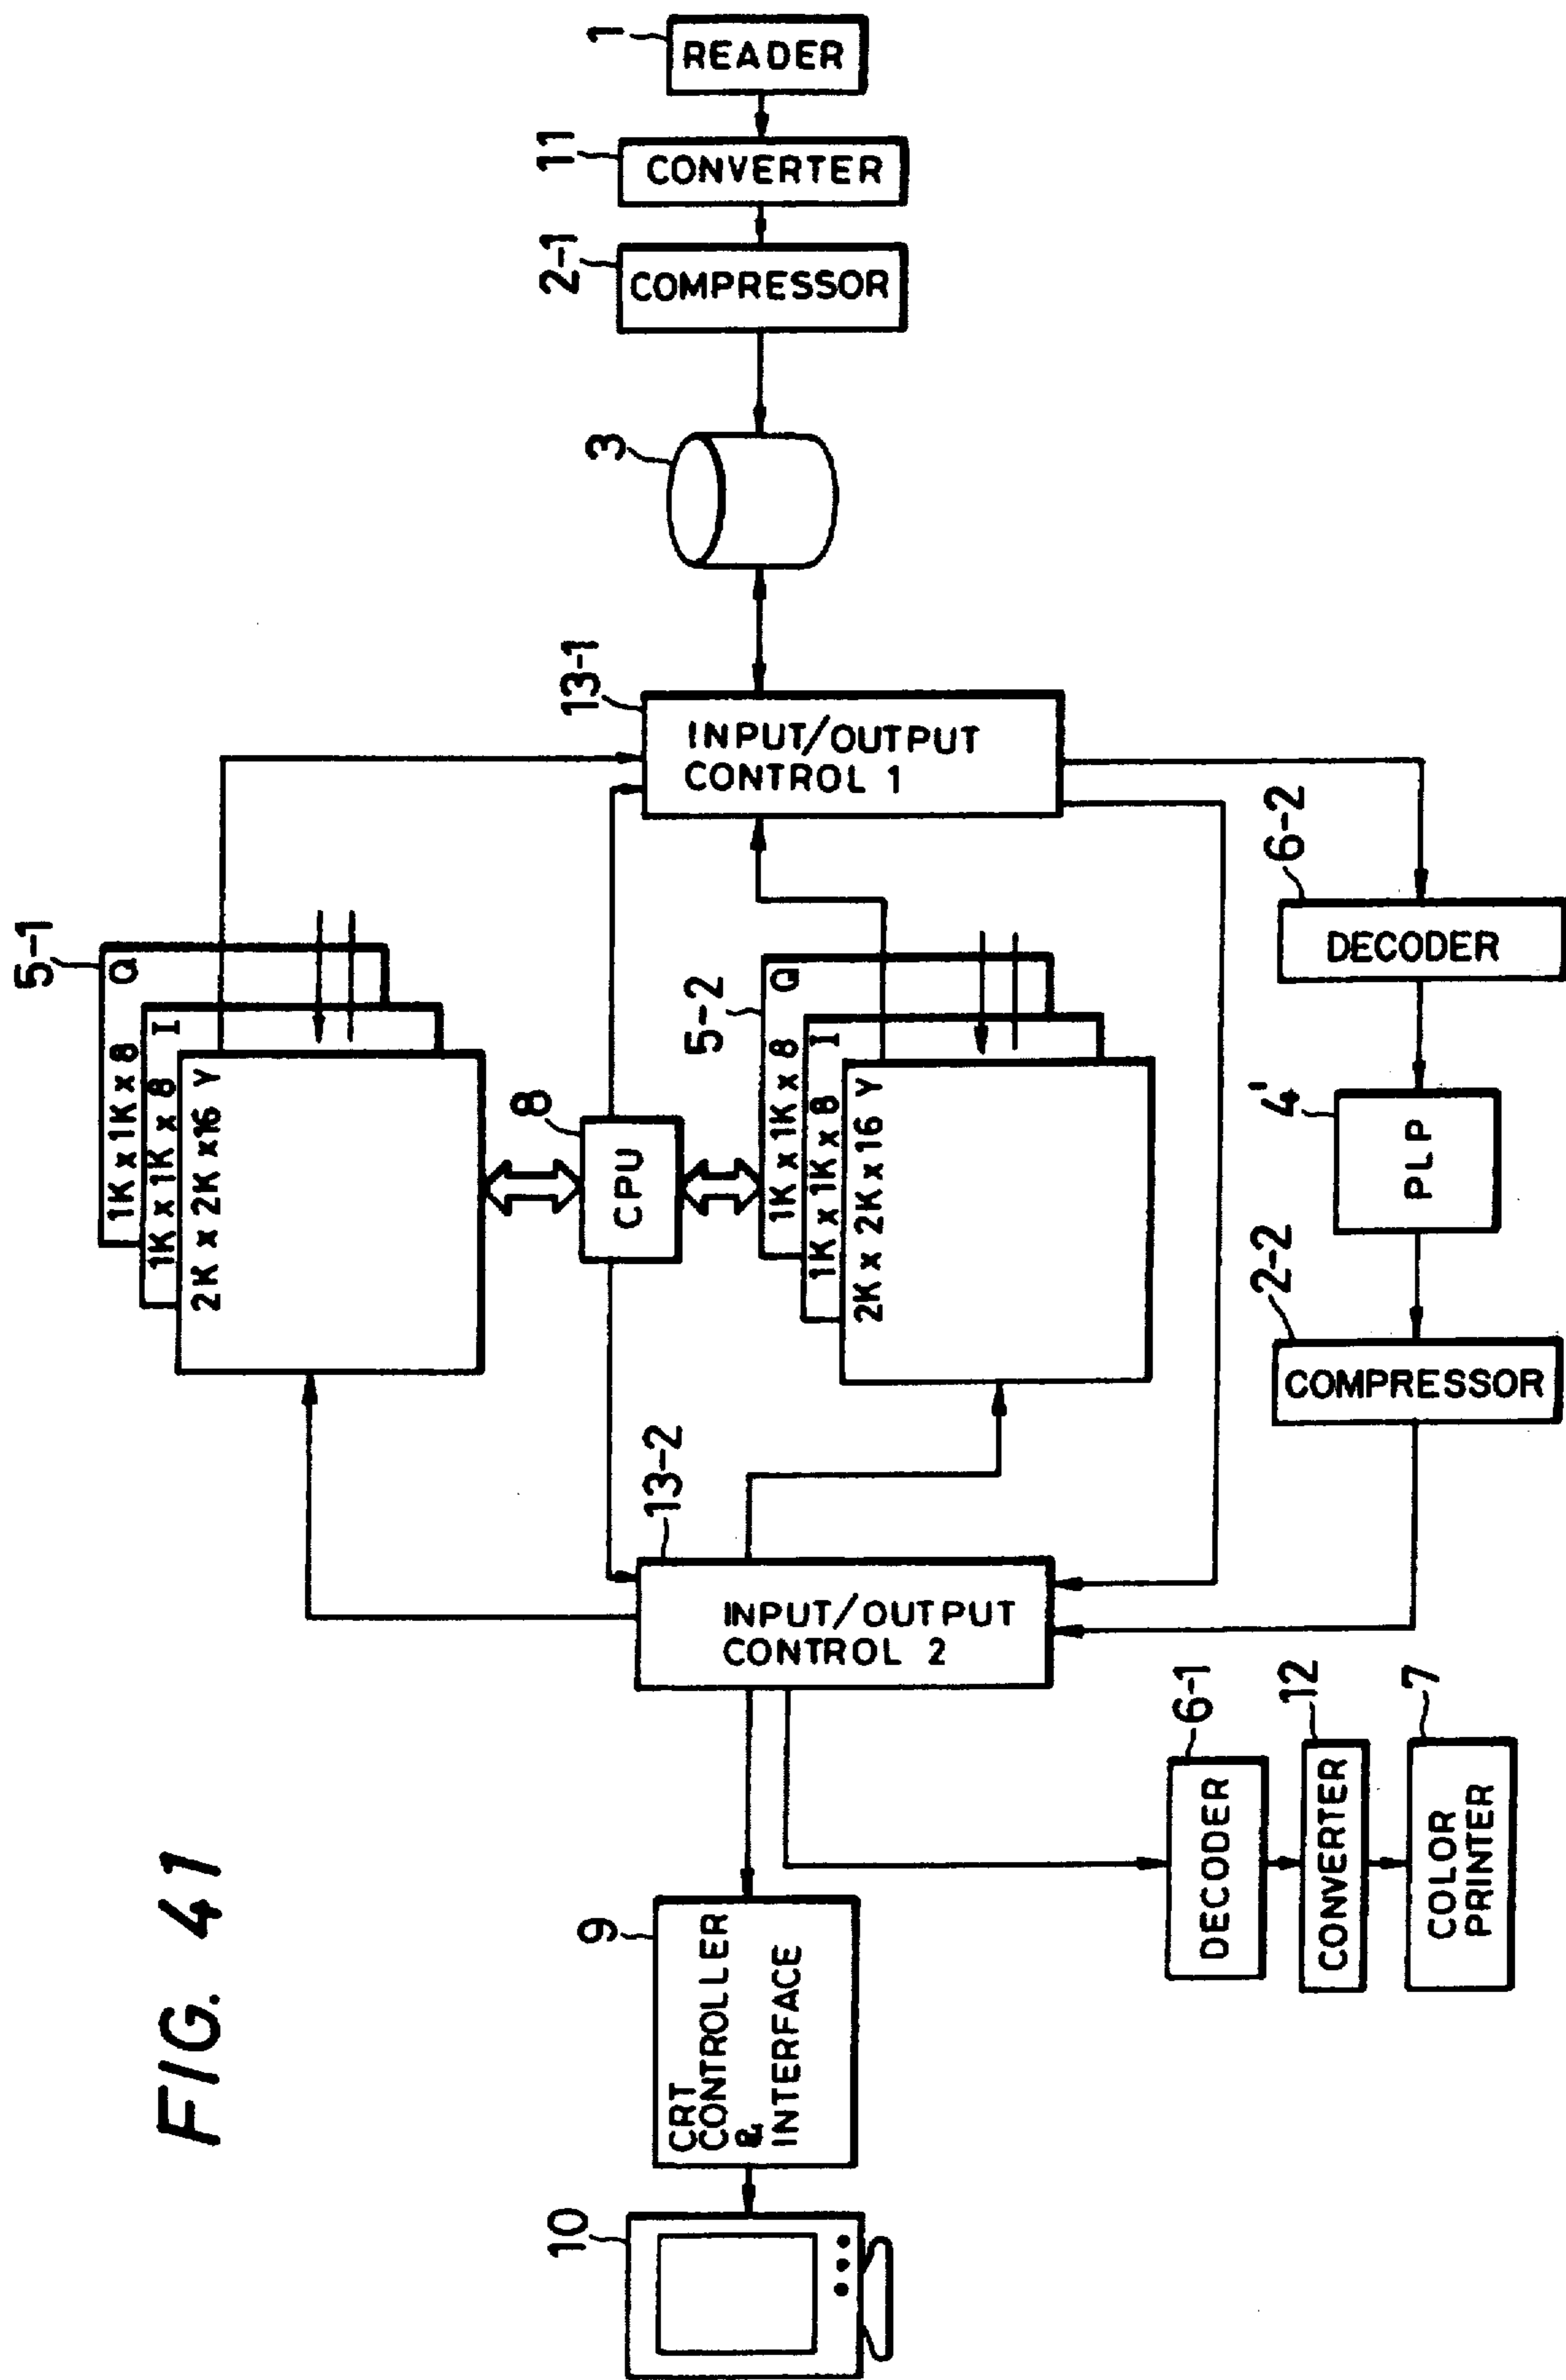 FIG. 41
10
CRT
CONTROLLER
&
INTERFACE
9
13-2
INPUT/OUTPUT
CONTROL 2
DECODER
6-1
CONVERTER
12
COLOR
PRINTER
7
5-1
1K x 1K x 8 Q
1K x 1K x 8 I
2K x 2K x 16 Y
CPU
8
5-2
1K x 1K x 8 Q
1K x 1K x 8 I
2K x 2K x 16 Y
COMPRESSOR
2-2
PLP
4'
DECODER
6-2
13-1
INPUT/OUTPUT
CONTROL 1
3
COMPRESSOR
2-1
CONVERTER
11
READER
1